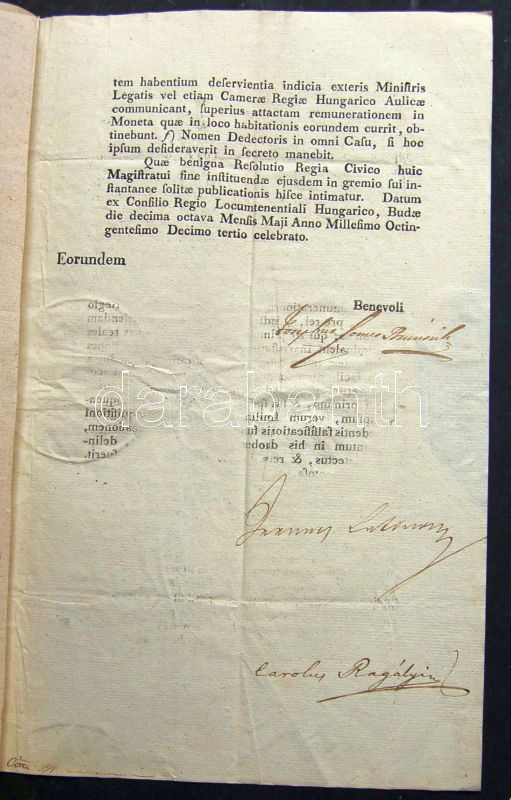 tem habentium deſervientia indicia exteris Miniſtris
Legatis vel etiam Cameræ Regiæ Hungarico Aulicæ
communicant, ſuperius attactam remunerationem in
Moneta quæ in loco habitationis eorundem currit, ob-
tinebunt. f) Nomen Dedectoris in omni Caſu, ſi hoc
ipſum deſideraverit in ſecreto manebit.
Quæ benigna Reſolutio Regia Civico huic
Magiſtratui fine inſtituendæ ejusdem in gremio ſui in-
ſtantanee ſolitæ publicationis hiſce intimatur. Datum
ex Conſilio Regio Locumtenentiali Hungarico, Budæ
die decima octava Menſis Maji Anno Milleſimo Octin-
genteſimo Decimo tertio celebrato.
Eorundem
Benevoli
darabanth
Carolus Ragályi